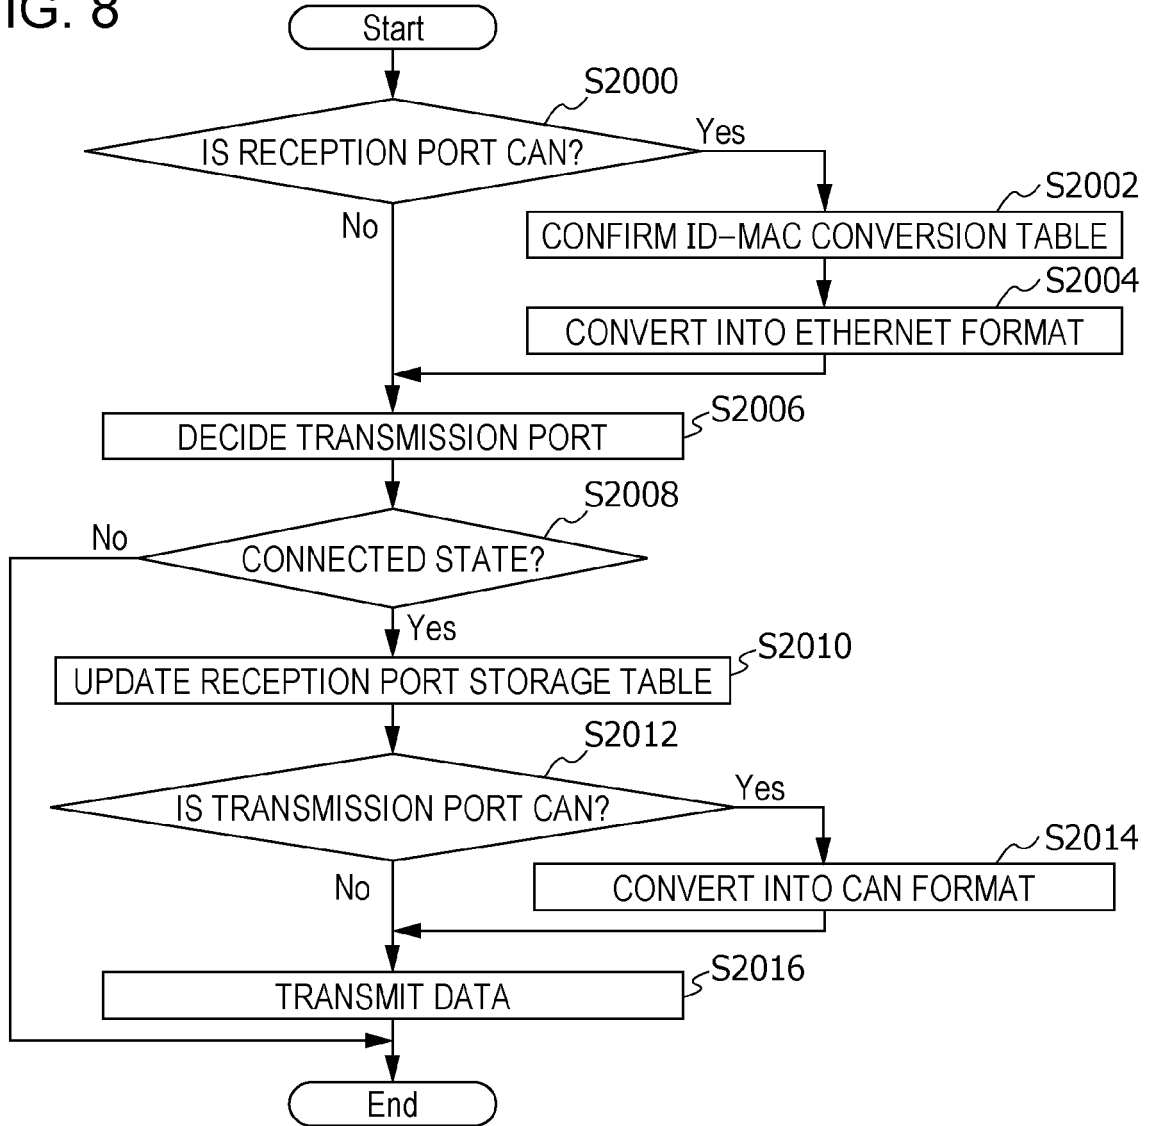 IG. 8
Start
S2000
IS RECEPTION PORT CAN?
Yes
No
S2002
CONFIRM ID-MAC CONVERSION TABLE
S2004
CONVERT INTO ETHERNET FORMAT
S2006
DECIDE TRANSMISSION PORT
S2008
CONNECTED STATE?
No
Yes
S2010
UPDATE RECEPTION PORT STORAGE TABLE
S2012
IS TRANSMISSION PORT CAN?
Yes
No
S2014
CONVERT INTO CAN FORMAT
S2016
TRANSMIT DATA
End